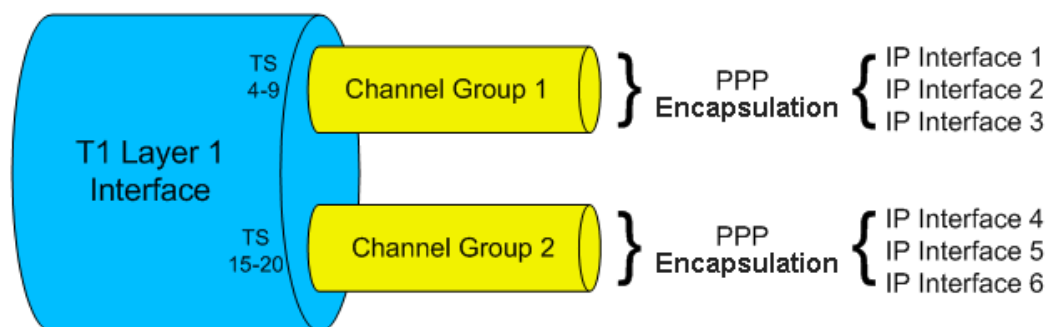 T1 Layer 1
Interface
TS
4-9
Channel Group 1
PPP
Encapsulation
IP Interface 1
IP Interface 2
IP Interface 3
TS
15-20
Channel Group 2
PPP
Encapsulation
IP Interface 4
IP Interface 5
IP Interface 6